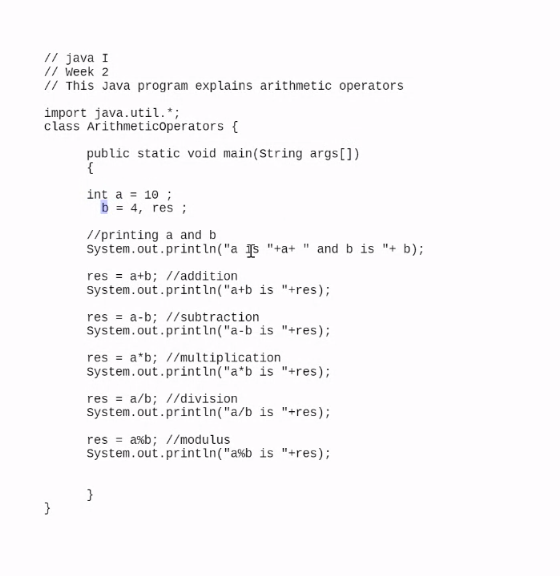 // java I
// Week 2
// This Java program explains arithmetic operators
import java.util.*;
class ArithmeticOperators {
public static void main(String args[])
{
int a = 10 ;
b = 4, res ;
//printing a and b
System.out.println("a is "+a+ " and b is "+ b);
res = a+b; //addition
System.out.println("a+b is "+res);
res = a-b; //subtraction
System.out.println("a-b is "+res);
res = a*b; //multiplication
System.out.println("a*b is "+res);
res = a/b; //division
System.out.println("a/b is "+res);
res = a%b; //modulus
System.out.println("a%b is "+res);
}
}